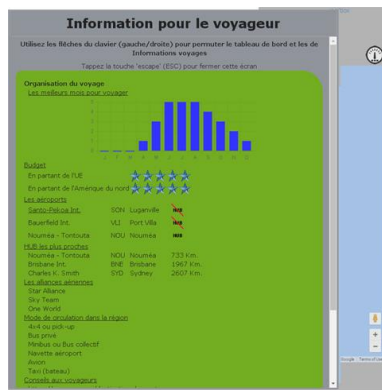 Information pour le voyageur
Utilisez les flêches du clavier (gauche/droite) pour permuter le tableau de bord et les de
Informations voyages
Tappez la touche 'escape' (ESC) pour fermer cette écran
Organisation du voyage
Les meilleurs mois pour voyager
J F M A M J J A S O N D
Budget
En partant de l'UE
En partant de l'Amérique du nord
Les aéroports
Santo-Pekoa Int. SON Luganville
Bauerfield Int. VLI Port Villa
Nouméa - Tontouta NOU Nouméa
HUB les plus proches
Nouméa - Tontouta NOU Nouméa 733 Km.
Brisbane Int. BNE Brisbane 1967 Km.
Charles K. Smith SYD Sydney 2607 Km.
Les alliances aériennes
Star Alliance
Sky Team
One World
Mode de circulation dans la région
4x4 ou pick-up
Bus privé
Minibus ou Bus collectif
Navette aéroport
Avion
Taxi (bateau)
Conseils aux voyageurs